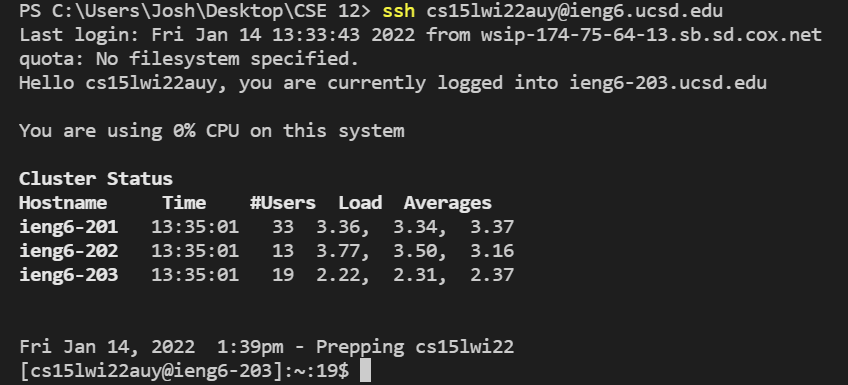 PS C:\Users\Josh\Desktop\CSE 12> ssh cs15lwi22auy@ieng6.ucsd.edu
Last login: Fri Jan 14 13:33:43 2022 from wsip-174-75-64-13.sb.sd.cox.net
quota: No filesystem specified.
Hello cs15lwi22auy, you are currently logged into ieng6-203.ucsd.edu
You are using 0% CPU on this system
Cluster Status
Hostname     Time    #Users  Load  Averages
ieng6-201   13:35:01   33  3.36,  3.34,  3.37
ieng6-202   13:35:01   13  3.77,  3.50,  3.16
ieng6-203   13:35:01   19  2.22,  2.31,  2.37
Fri Jan 14, 2022  1:39pm - Prepping cs15lwi22
[cs15lwi22auy@ieng6-203]:~:19$